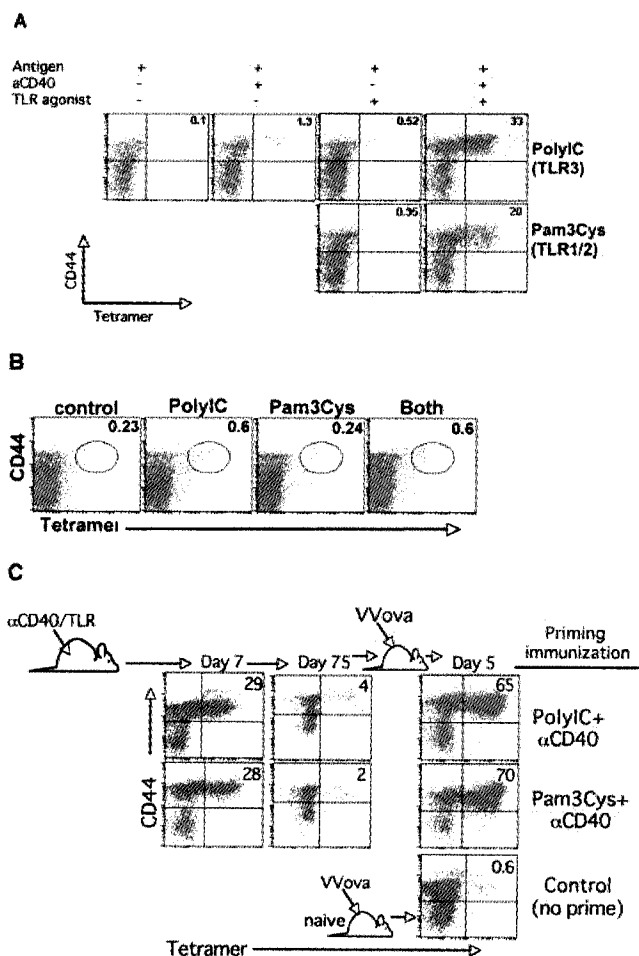 A
Antigen + + + +
aCD40 - + - +
TLR agonist - - + +
0.1 1.3 0.52 33
PolyIC
(TLR3)
0.35 20
Pam3Cys
(TLR1/2)
CD44
Tetramer
B
control PolyIC Pam3Cys Both
0.23 0.6 0.24 0.6
CD44
Tetramer
C
αCD40/TLR
VVova
Priming
immunization
Day 7 Day 75 Day 5
29 4 65
PolyIC+
αCD40
28 2 70
Pam3Cys+
αCD40
CD44
0.6
VVova
naive
Control
(no prime)
Tetramer